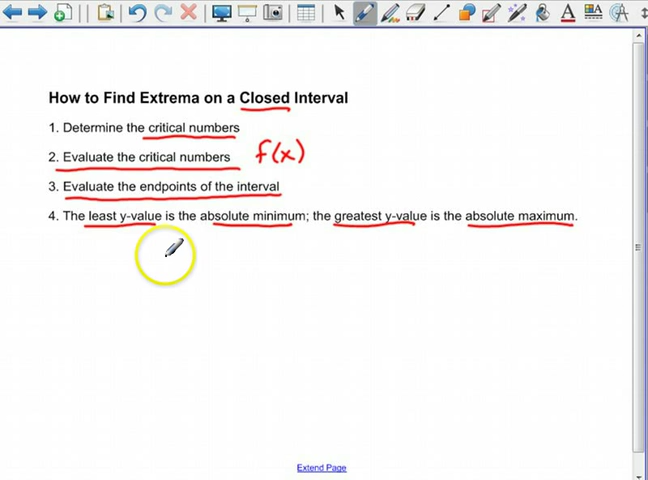 How to Find Extrema on a Closed Interval
1. Determine the critical numbers
2. Evaluate the critical numbers f(x)
3. Evaluate the endpoints of the interval
4. The least y-value is the absolute minimum; the greatest y-value is the absolute maximum.
Extend Page